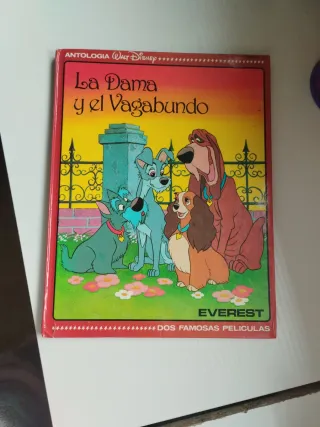 ANTOLOGIA Walt Disney
La Dama
y el Vagabundo
EVEREST
DOS FAMOSAS PELICULAS